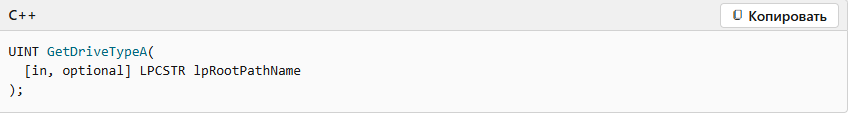 C++
Копировать
UINT GetDriveTypeA(
  [in, optional] LPCSTR lpRootPathName
);